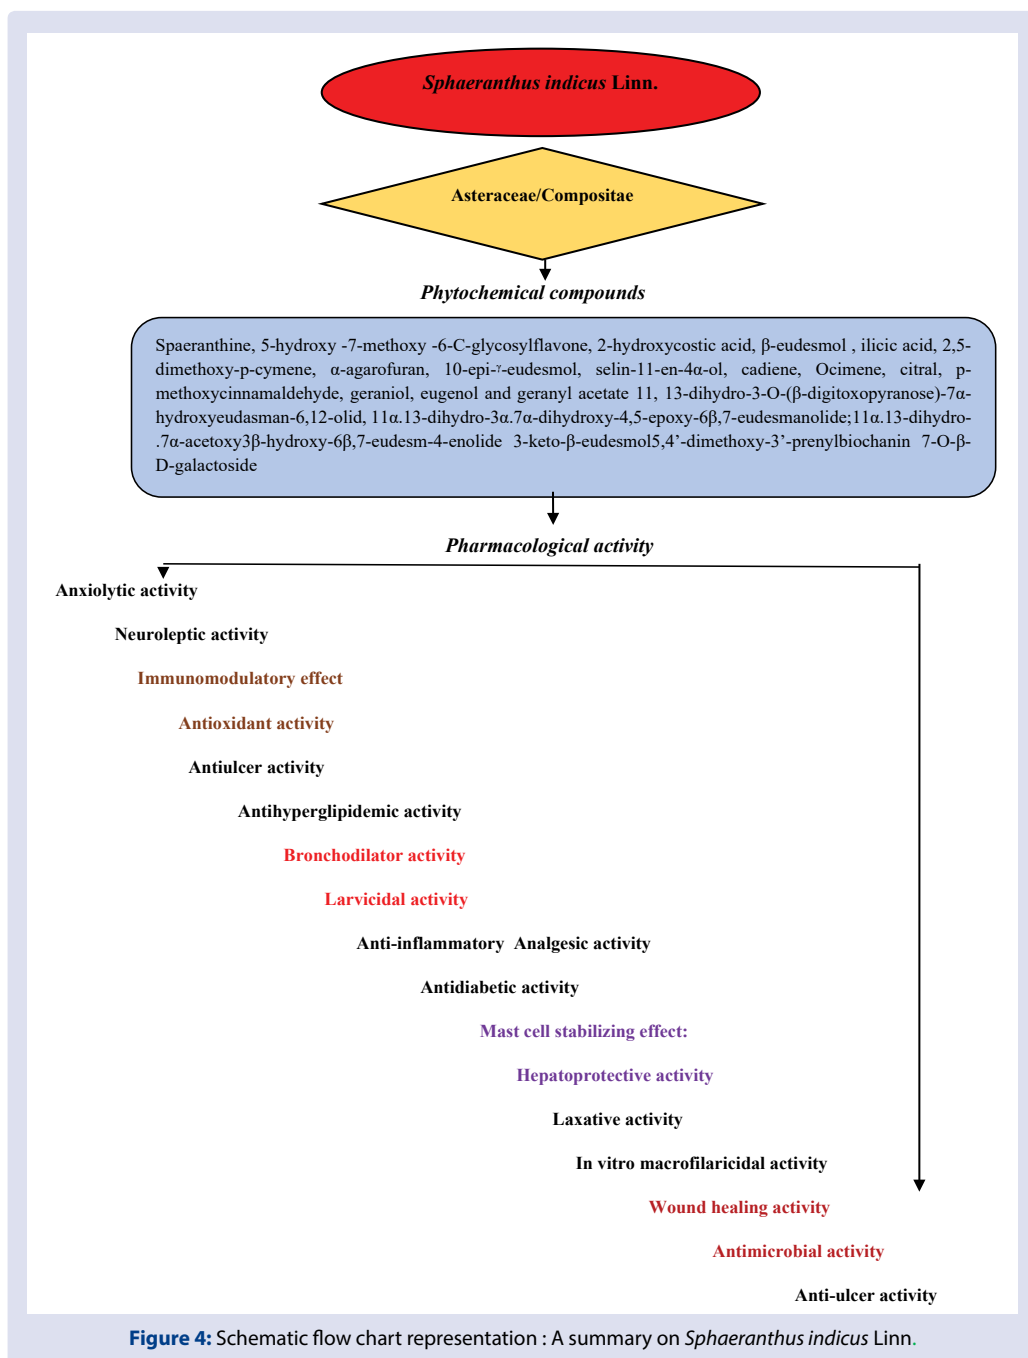 Sphaeranthus indicus Linn.
Asteraceae/Compositae
Phytochemical compounds
Spaeranthine, 5-hydroxy -7-methoxy -6-C-glycosylflavone, 2-hydroxycostic acid, β-eudesmol , ilicic acid, 2,5-
dimethoxy-p-cymene, α-agarofuran, 10-epi-ᵞ-eudesmol, selin-11-en-4α-ol, cadiene, Ocimene, citral, p-
methoxycinnamaldehyde, geraniol, eugenol and geranyl acetate 11, 13-dihydro-3-O-(β-digitoxopyranose)-7α-
hydroxyeudasman-6,12-olid, 11α.13-dihydro-3α.7α-dihydroxy-4,5-epoxy-6β,7-eudesmanolide;11α.13-dihydro-
.7α-acetoxy3β-hydroxy-6β,7-eudesm-4-enolide 3-keto-β-eudesmol5,4’-dimethoxy-3’-prenylbiochanin 7-O-β-
D-galactoside
Pharmacological activity
Anxiolytic activity
Neuroleptic activity
Immunomodulatory effect
Antioxidant activity
Antiulcer activity
Antihyperglipidemic activity
Bronchodilator activity
Larvicidal activity
Anti-inflammatory Analgesic activity
Antidiabetic activity
Mast cell stabilizing effect:
Hepatoprotective activity
Laxative activity
In vitro macrofilaricidal activity
Wound healing activity
Antimicrobial activity
Anti-ulcer activity
Figure 4: Schematic flow chart representation : A summary on Sphaeranthus indicus Linn.